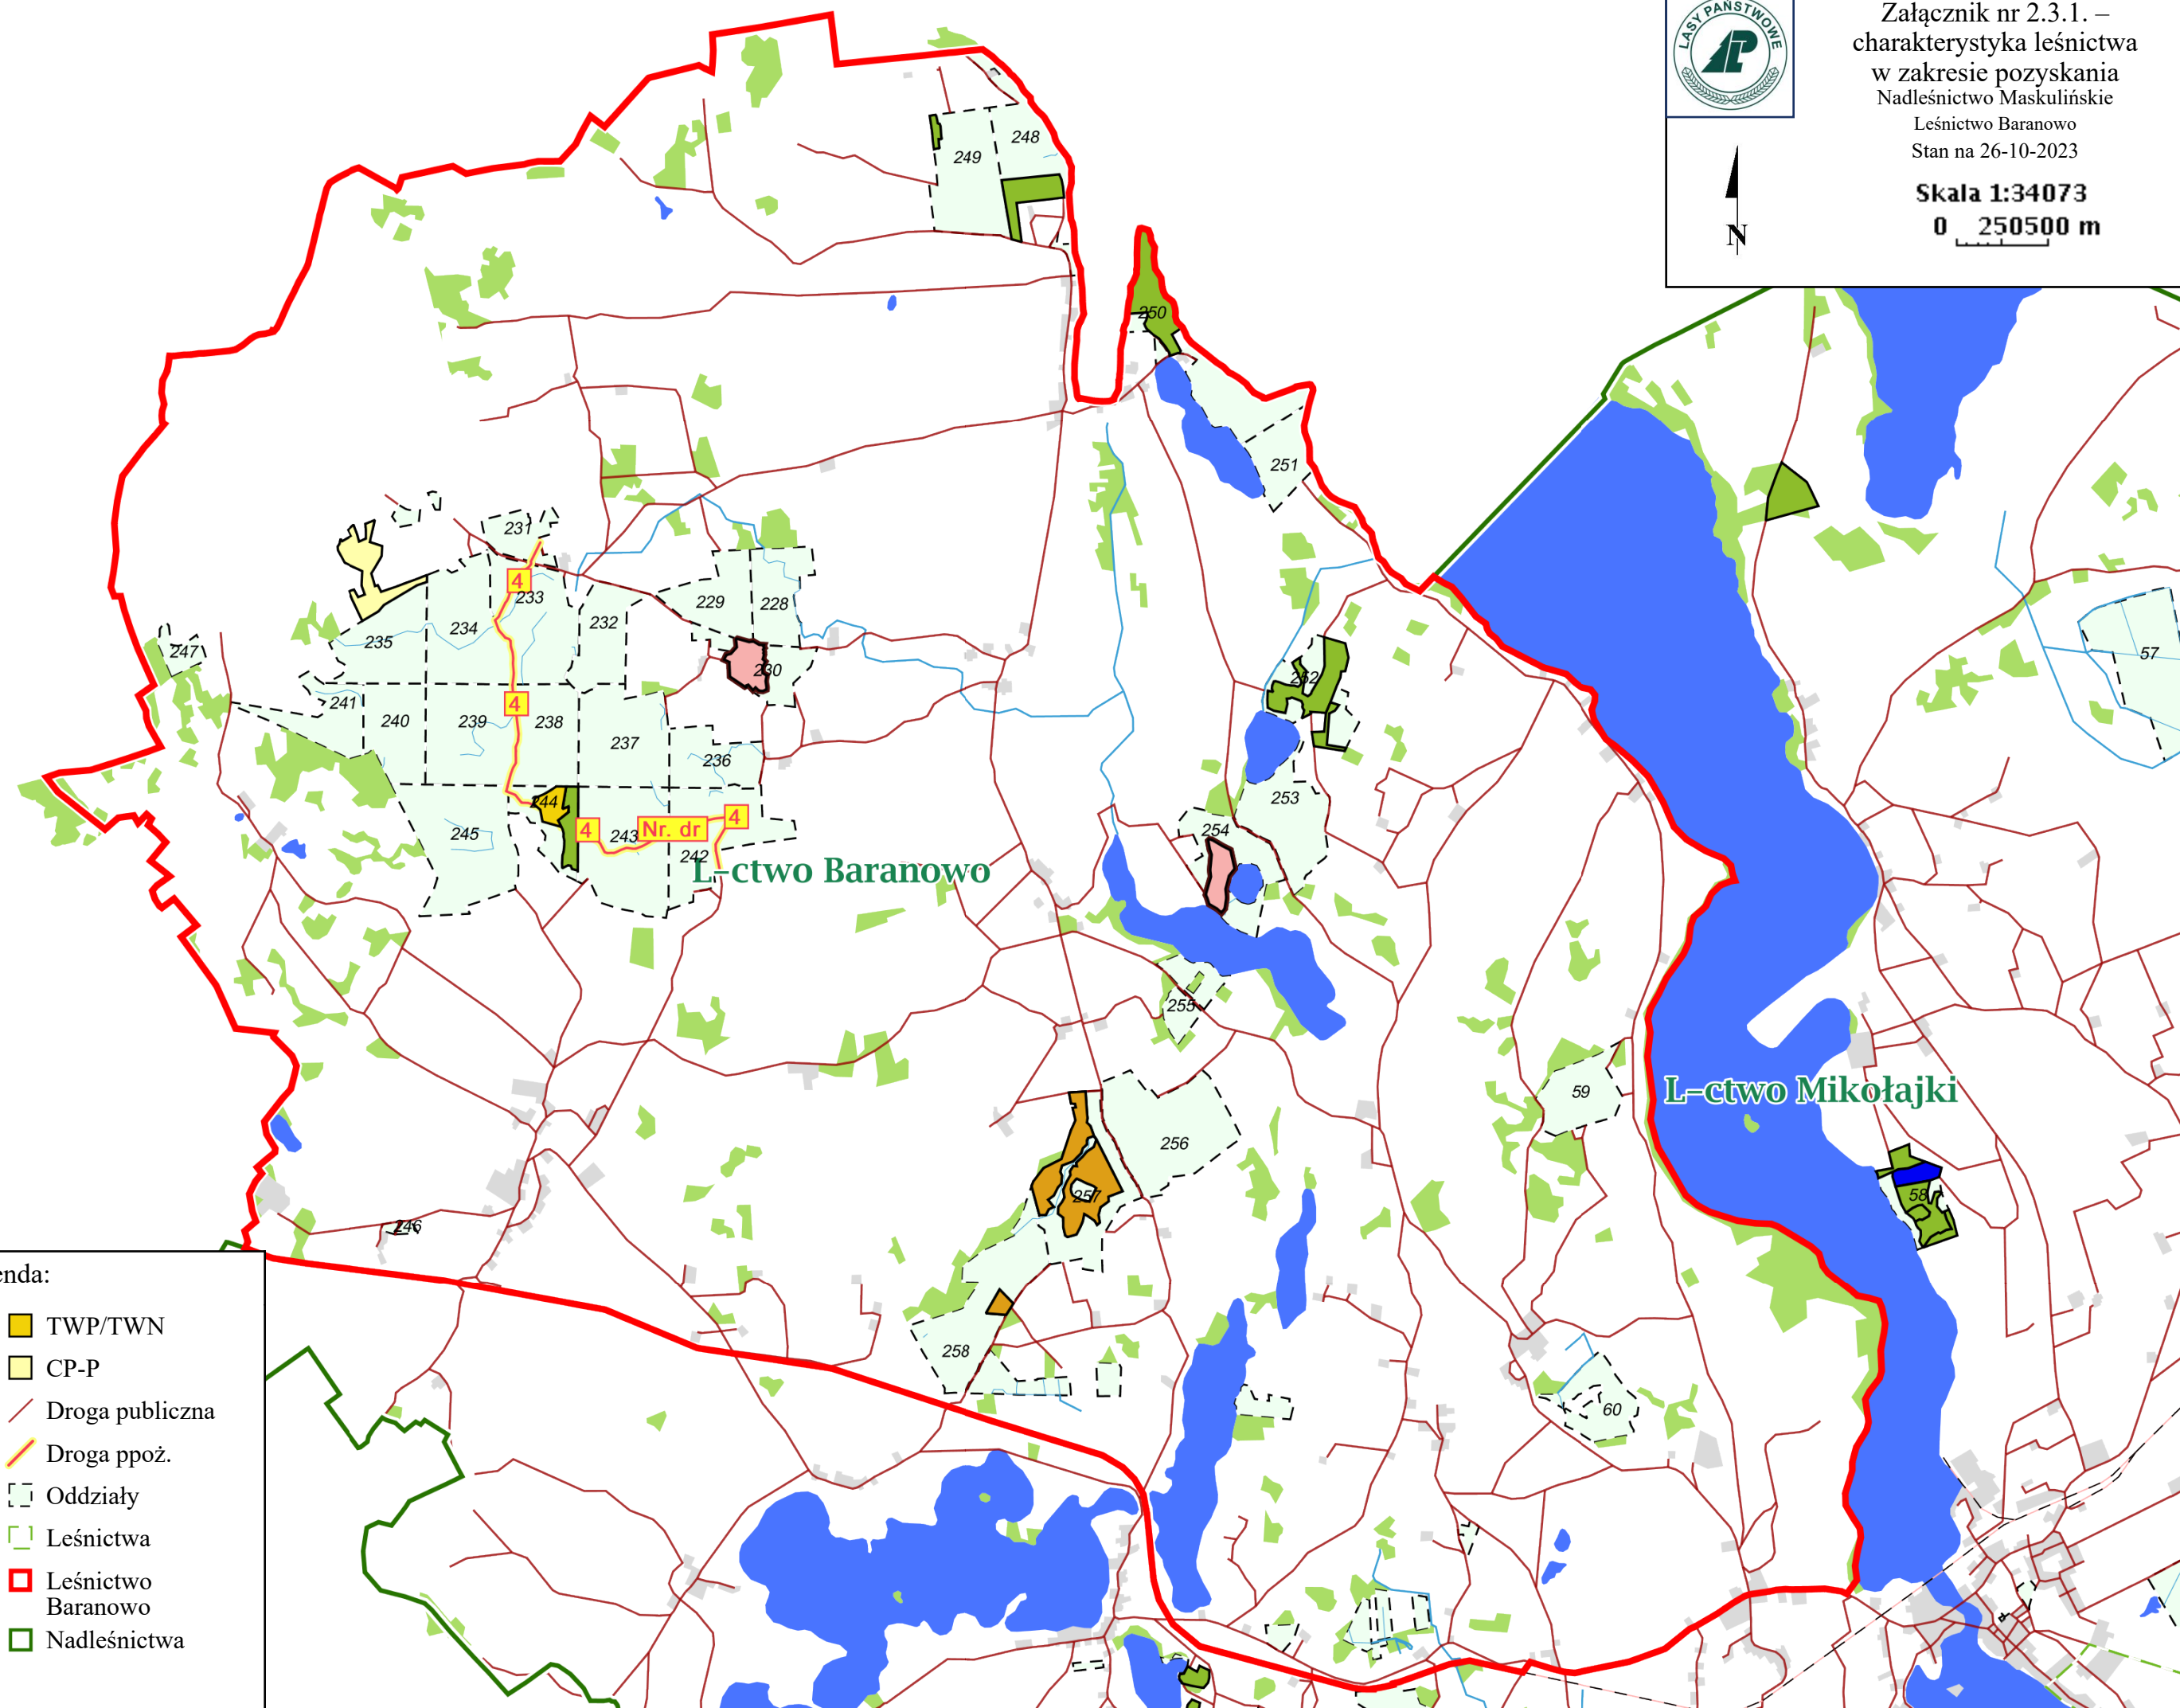 LASY PAŃSTWOWE
Załącznik nr 2.3.1. –
charakterystyka leśnictwa
w zakresie pozyskania
Nadleśnictwo Maskulińskie
Leśnictwo Baranowo
Stan na 26-10-2023
Skala 1:34073
0 250500 m
N
248
249
250
251
231
4
233
229
228
232
234
235
247
230
252
57
241
240
239
4
238
237
236
253
244
245
4
243
Nr. dr
4
242
254
L-ctwo Baranowo
255
59
L-ctwo Mikołajki
256
257
58
246
258
60
enda:
TWP/TWN
CP-P
Droga publiczna
Droga ppoż.
Oddziały
Leśnictwa
Leśnictwo
Baranowo
Nadleśnictwa